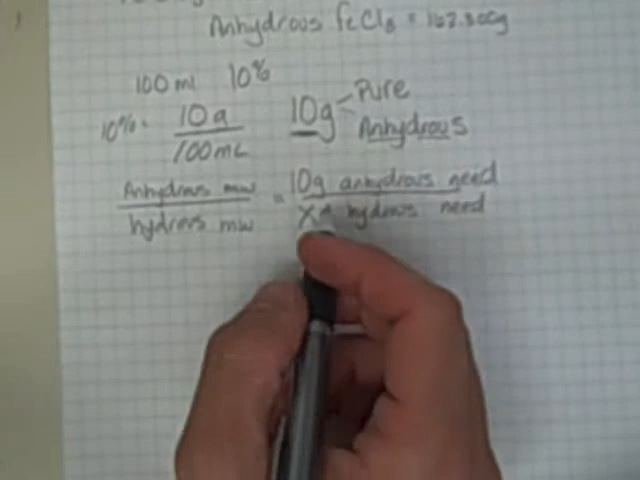 Anhydrous FeCl3 = 162.300g
100 ml 10%
10% = 10g / 100mL 10g Pure
Anhydrous
Anhydrous mw = 10g anhydrous need
hydrous mw X hydrous need